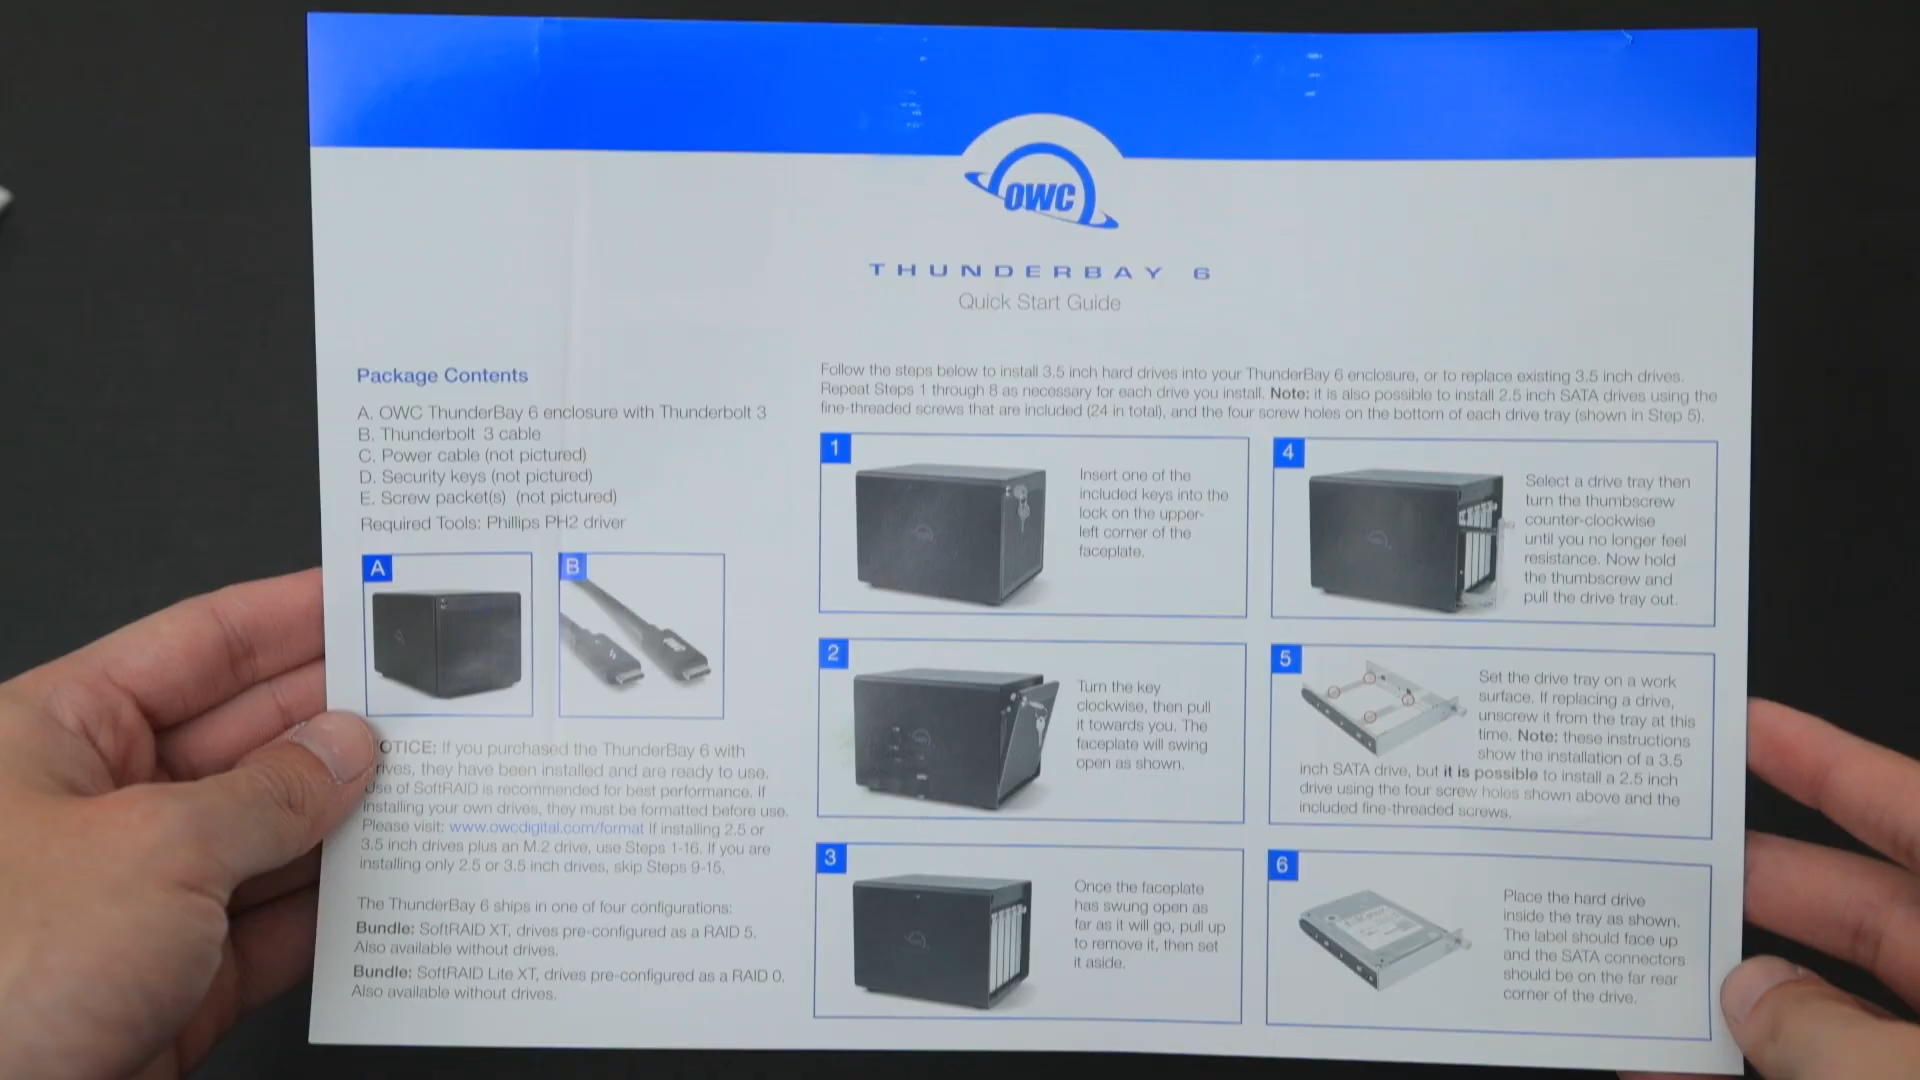 OWC
THUNDERBAY 6
Quick Start Guide
Package Contents
A. OWC ThunderBay 6 enclosure with Thunderbolt 3
B. Thunderbolt 3 cable
C. Power cable (not pictured)
D. Security keys (not pictured)
E. Screw packet(s) (not pictured)
Required Tools: Phillips PH2 driver
A
B
OTICE: If you purchased the ThunderBay 6 with
rives, they have been installed and are ready to use.
Use of SoftRAID is recommended for best performance. If
installing your own drives, they must be formatted before use.
Please visit: www.owcdigital.com/format If installing 2.5 or
3.5 inch drives plus an M.2 drive, use Steps 1-16. If you are
installing only 2.5 or 3.5 inch drives, skip Steps 9-15.
The ThunderBay 6 ships in one of four configurations:
Bundle: SoftRAID XT, drives pre-configured as a RAID 5.
Also available without drives.
Bundle: SoftRAID Lite XT, drives pre-configured as a RAID 0.
Also available without drives.
Follow the steps below to install 3.5 inch hard drives into your ThunderBay 6 enclosure, or to replace existing 3.5 inch drives.
Repeat Steps 1 through 8 as necessary for each drive you install. Note: it is also possible to install 2.5 inch SATA drives using the
fine-threaded screws that are included (24 in total), and the four screw holes on the bottom of each drive tray (shown in Step 5).
1
Insert one of the
included keys into the
lock on the upper-
left corner of the
faceplate.
2
Turn the key
clockwise, then pull
it towards you. The
faceplate will swing
open as shown.
3
Once the faceplate
has swung open as
far as it will go, pull up
to remove it, then set
it aside.
4
Select a drive tray then
turn the thumbscrew
counter-clockwise
until you no longer feel
resistance. Now hold
the thumbscrew and
pull the drive tray out.
5
Set the drive tray on a work
surface. If replacing a drive,
unscrew it from the tray at this
time. Note: these instructions
show the installation of a 3.5
inch SATA drive, but it is possible to install a 2.5 inch
drive using the four screw holes shown above and the
included fine-threaded screws.
6
Place the hard drive
inside the tray as shown.
The label should face up
and the SATA connectors
should be on the far rear
corner of the drive.